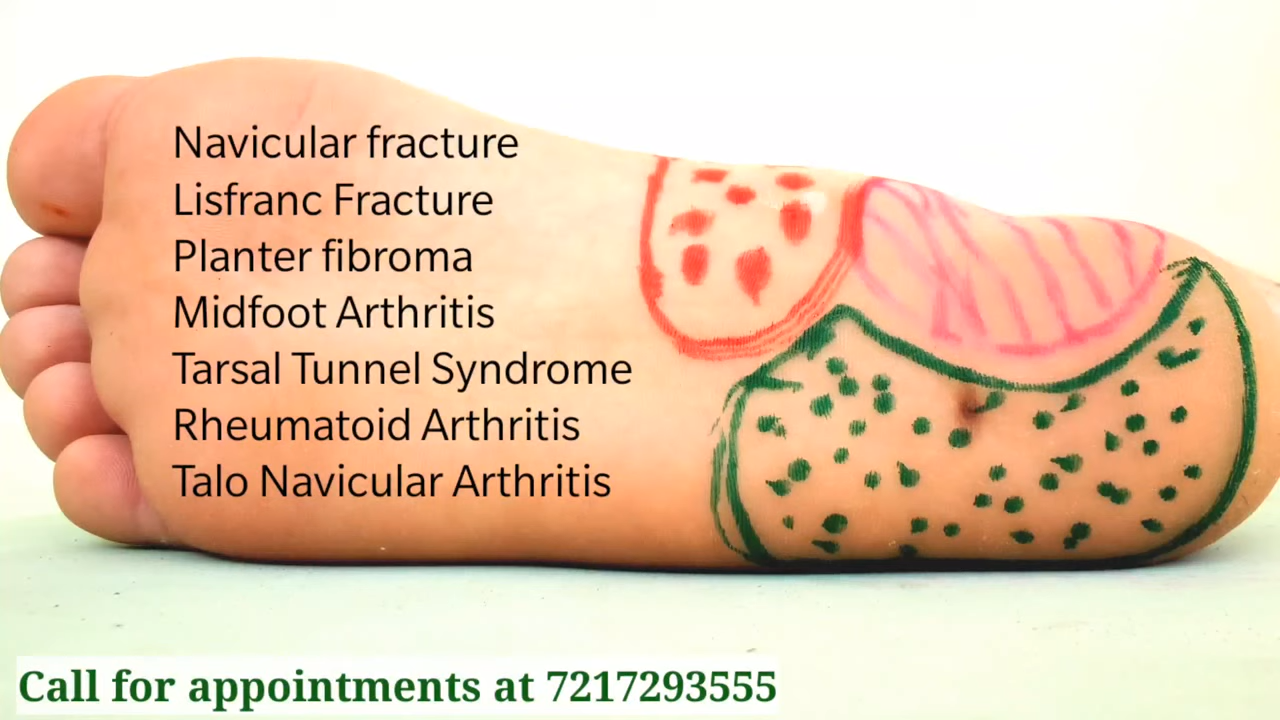 Navicular fracture
Lisfranc Fracture
Planter fibroma
Midfoot Arthritis
Tarsal Tunnel Syndrome
Rheumatoid Arthritis
Talo Navicular Arthritis
Call for appointments at 7217293555